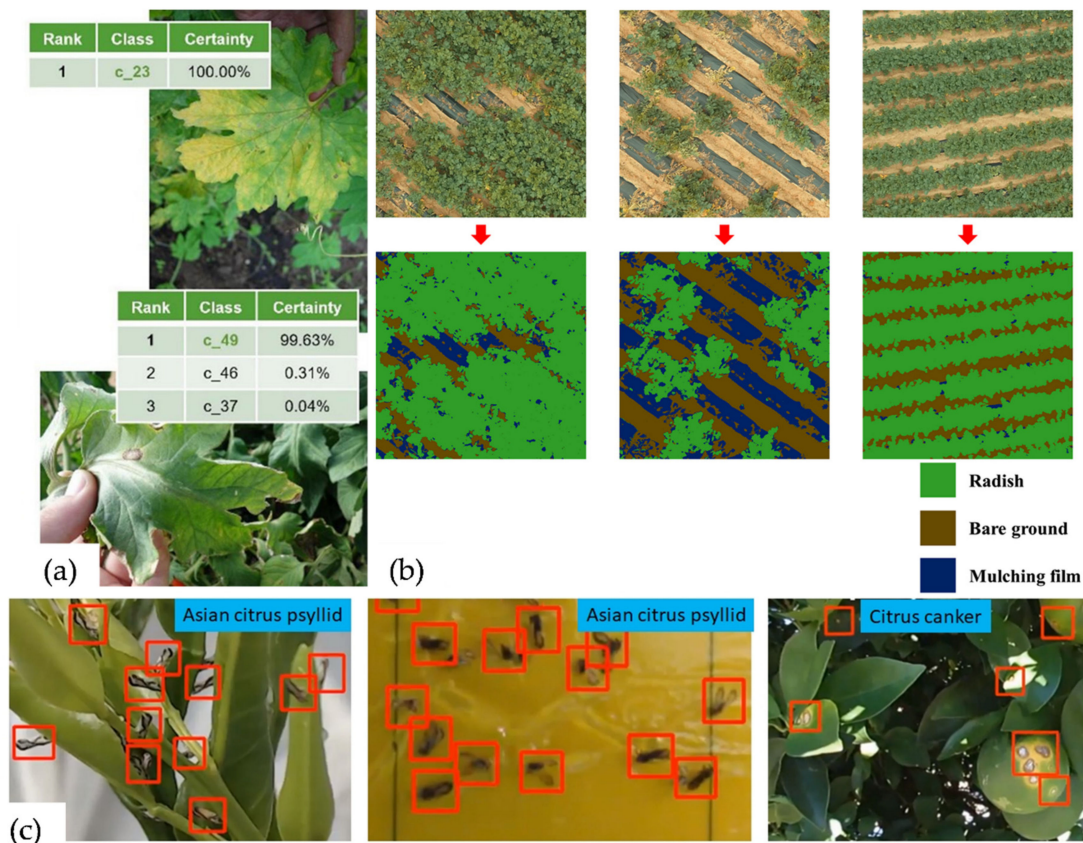 Rank Class Certainty
1 c_23 100.00%
Rank Class Certainty
1 c_49 99.63%
2 c_46 0.31%
3 c_37 0.04%
(a)
(b)
Radish
Bare ground
Mulching film
Asian citrus psyllid
Asian citrus psyllid
Citrus canker
(c)